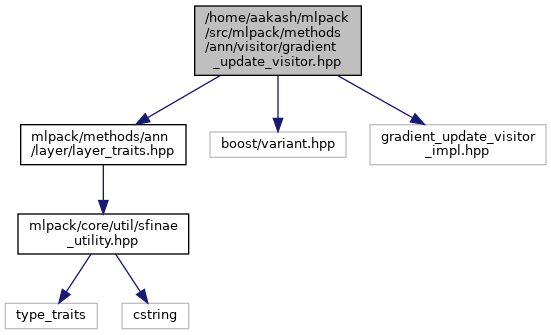 /home/aakash/mlpack
/src/mlpack/methods
/ann/visitor/gradient
_update_visitor.hpp
mlpack/methods/ann
/layer/layer_traits.hpp
boost/variant.hpp
gradient_update_visitor
_impl.hpp
mlpack/core/util/sfinae
_utility.hpp
type_traits
cstring